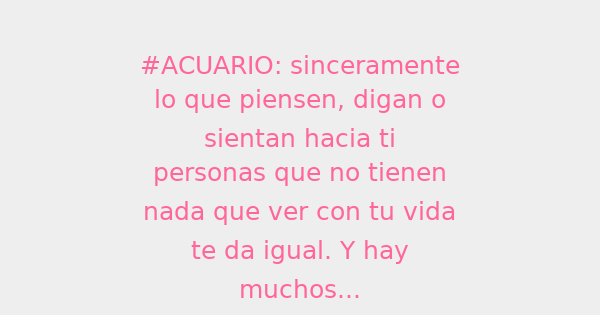 #ACUARIO: sinceramente
lo que piensen, digan o
sientan hacia ti
personas que no tienen
nada que ver con tu vida
te da igual. Y hay
muchos...